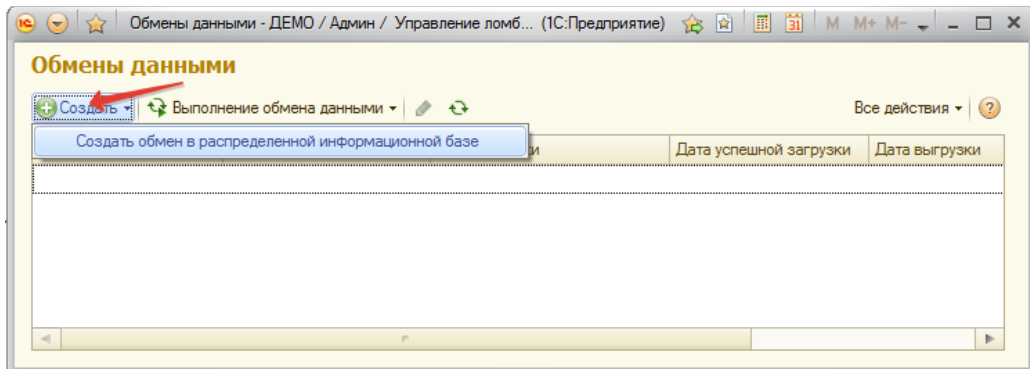 Обмены данными - ДЕМО / Админ / Управление ломб... (1С:Предприятие) 31 M M+ M-
Обмены данными
Создать Выполнение обмена данными Все действия ?
Создать обмен в распределенной информационной базе
Дата успешной загрузки Дата выгрузки